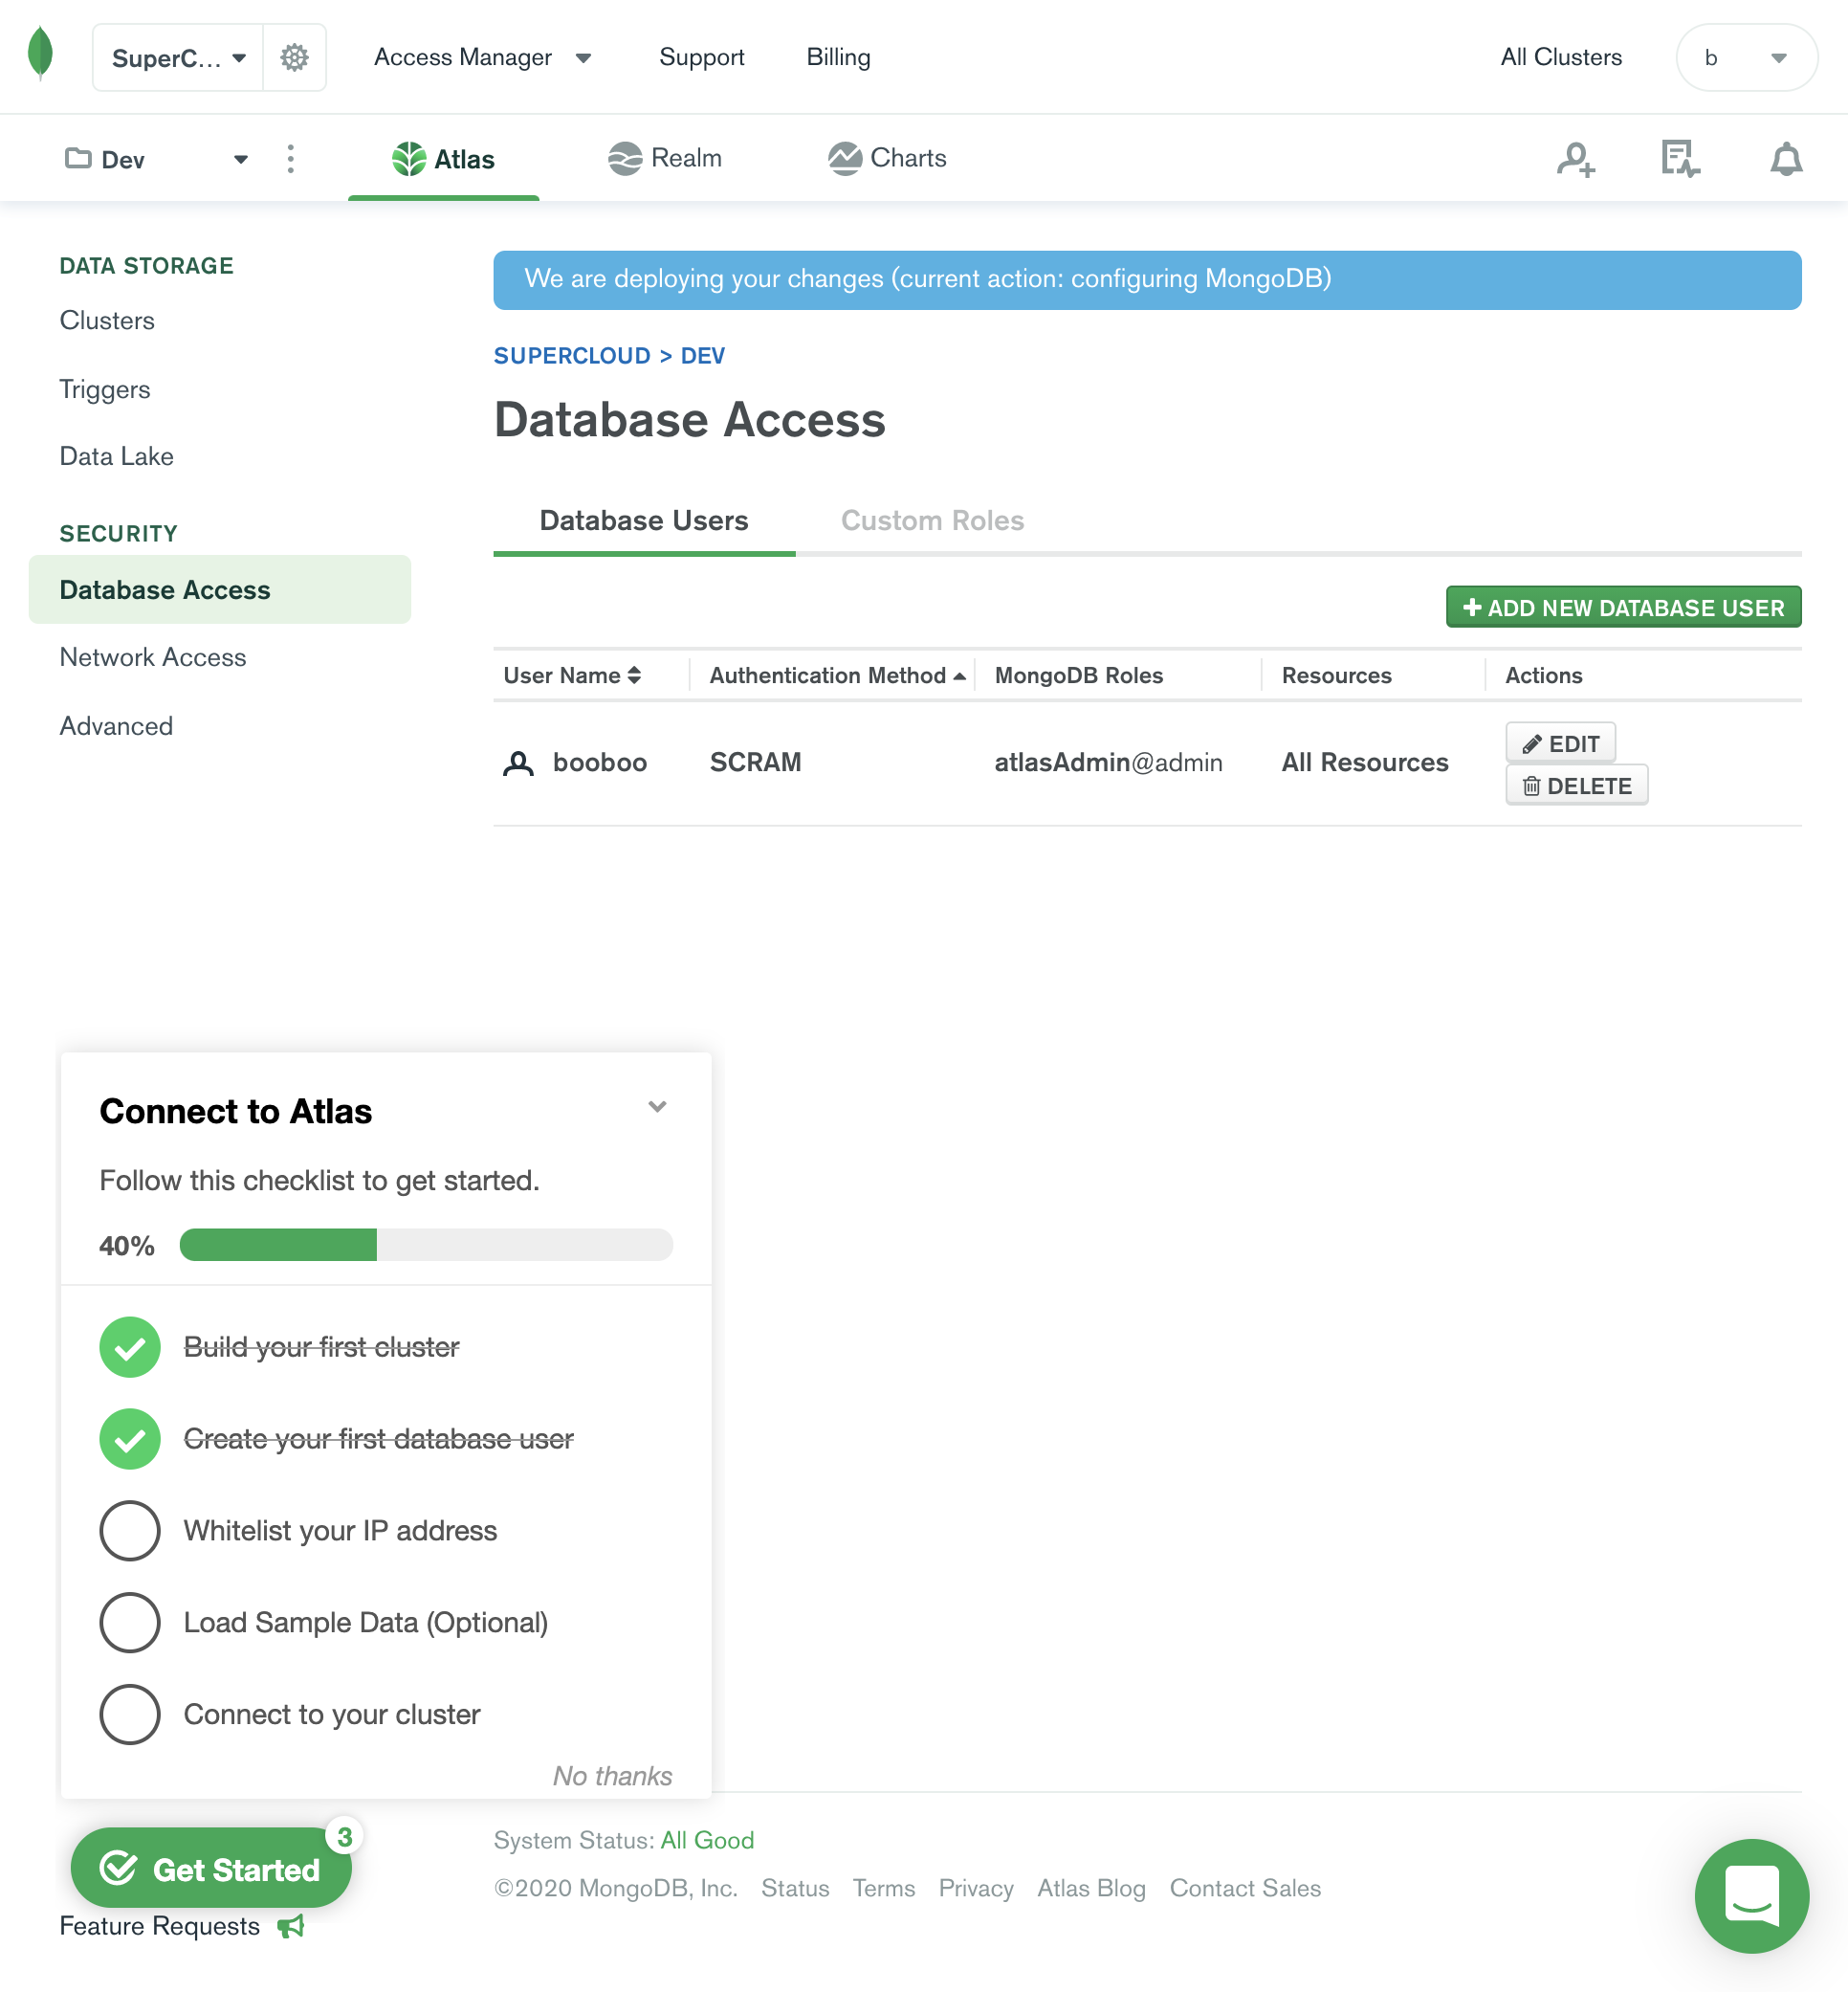 SuperC...
Access Manager
Support
Billing
All Clusters
b
Dev
Atlas
Realm
Charts
DATA STORAGE
Clusters
Triggers
Data Lake
SECURITY
Database Access
Network Access
Advanced
We are deploying your changes (current action: configuring MongoDB)
SUPERCLOUD > DEV
Database Access
Database Users
Custom Roles
ADD NEW DATABASE USER
User Name
Authentication Method
MongoDB Roles
Resources
Actions
booboo
SCRAM
atlasAdmin@admin
All Resources
EDIT
DELETE
Connect to Atlas
Follow this checklist to get started.
40%
Build your first cluster
Create your first database user
Whitelist your IP address
Load Sample Data (Optional)
Connect to your cluster
No thanks
Get Started
3
Feature Requests
System Status: All Good
©2020 MongoDB, Inc. Status Terms Privacy Atlas Blog Contact Sales